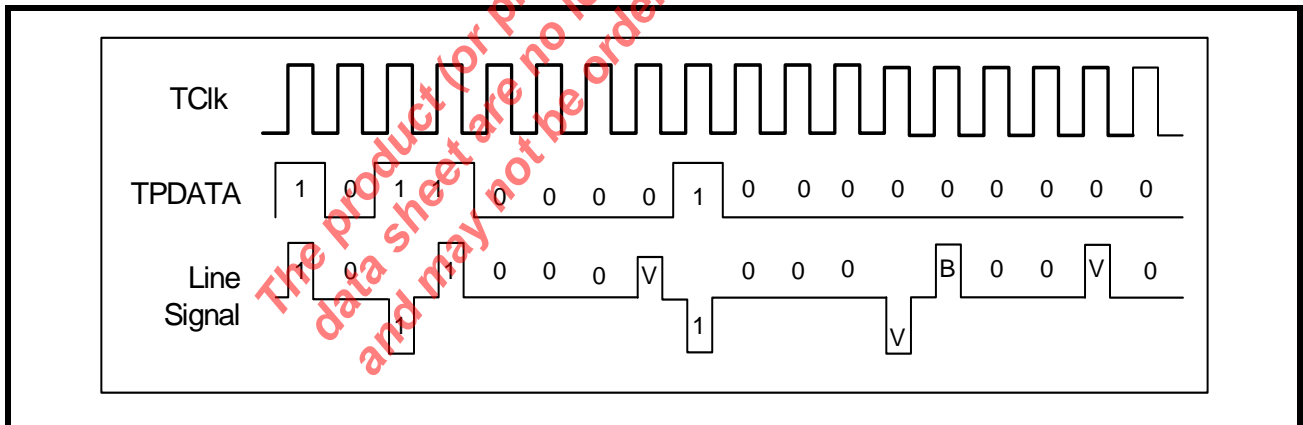 TClk
TPDATA
1 0 1 1 0 0 0 0 1 0 0 0 0 0 0 0 0 0
Line
Signal
1 0 1 1 0 0 0 V 1 0 0 0 V B 0 0 V 0
The product (or p
data sheet are no l
and may not be orde